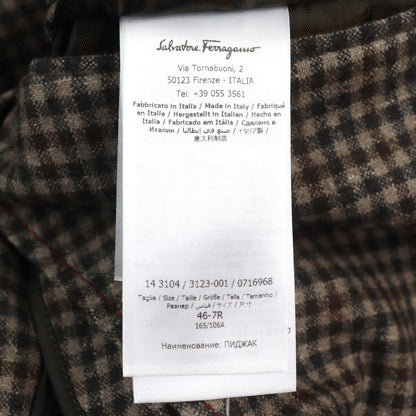 Salvatore Ferragamo
Via Tornabuoni, 2
50123 Firenze - ITALIA
Tel: +39 055 3561
Fabbricato in Italia / Made in Italy / Fabriqué
en Italie / Hergestellt in Italien / Hecho en
Italia / Fabricado em Itàlia / Сделано в
Италии / صنع في إيطاليا / イタリア製 /
意大利制造
14 3104 / 3123-001 / 0716968
Taglia / Size / Taille / Größe / Talla / Tamanho /
Размер / قياس / サイズ / 尺寸
46-7R
165/106A
Наименование: ПИДЖАК